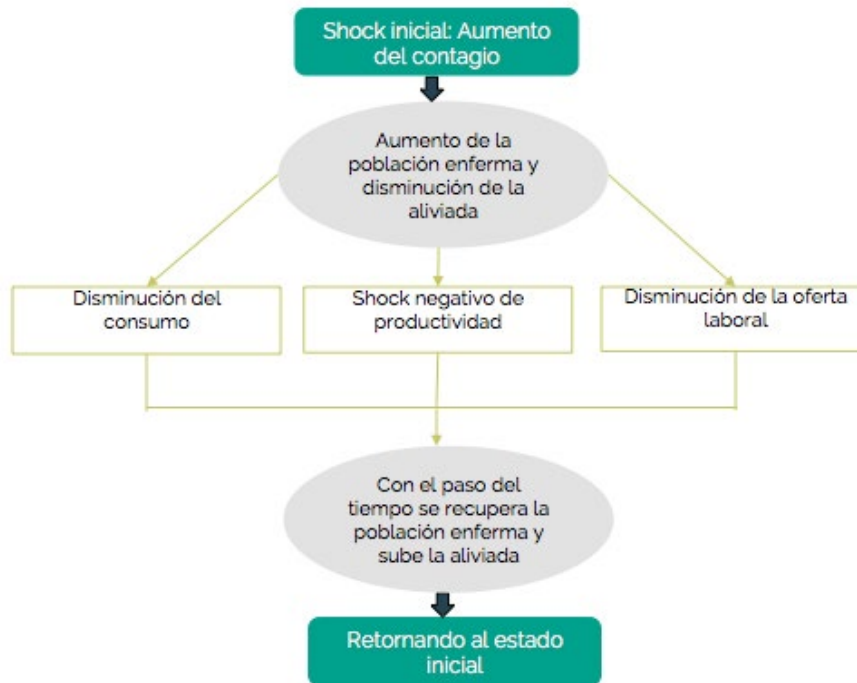 Shock inicial: Aumento
del contagio
Aumento de la
población enferma y
disminución de la
aliviada
Disminución del
consumo
Shock negativo de
productividad
Disminución de la oferta
laboral
Con el paso del
tiempo se recupera la
población enferma y
sube la aliviada
Retornando al estado
inicial